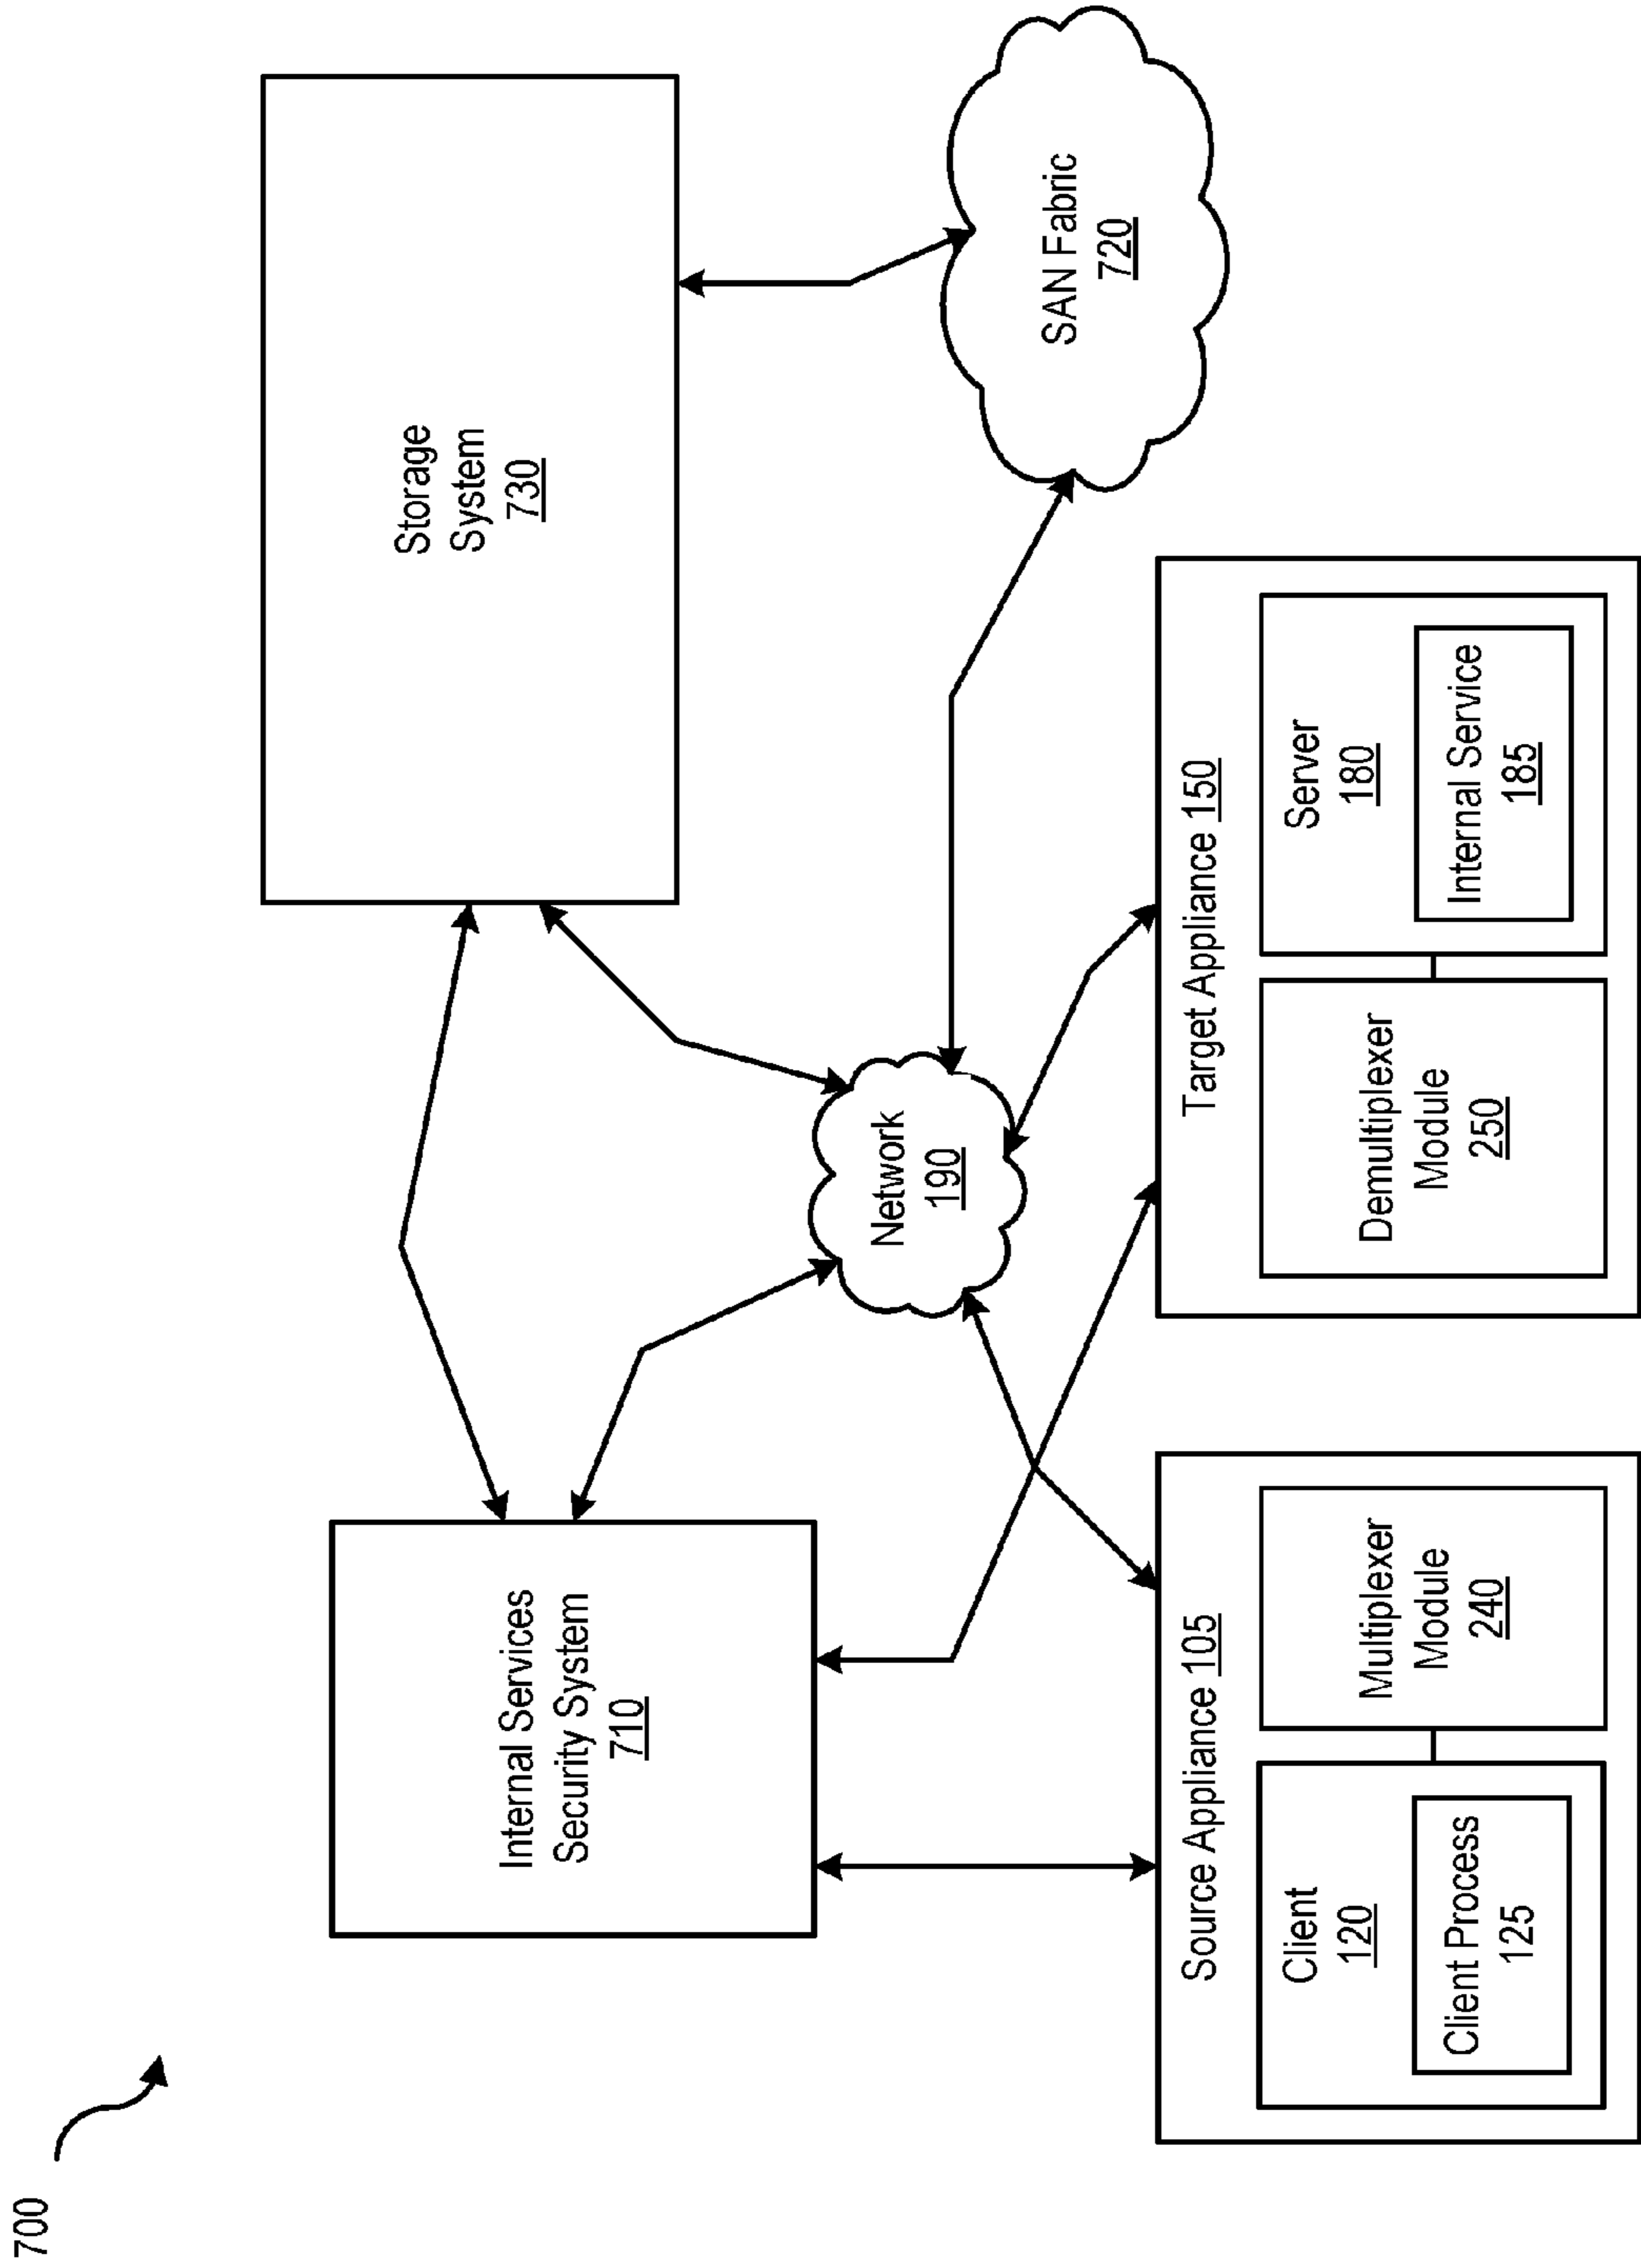 700
Internal Services
Security System
710
Storage
System
730
Network
190
SAN Fabric
720
Source Appliance 105
Client
120
Client Process
125
Multiplexer
Module
240
Target Appliance 150
Demultiplexer
Module
250
Server
180
Internal Service
185